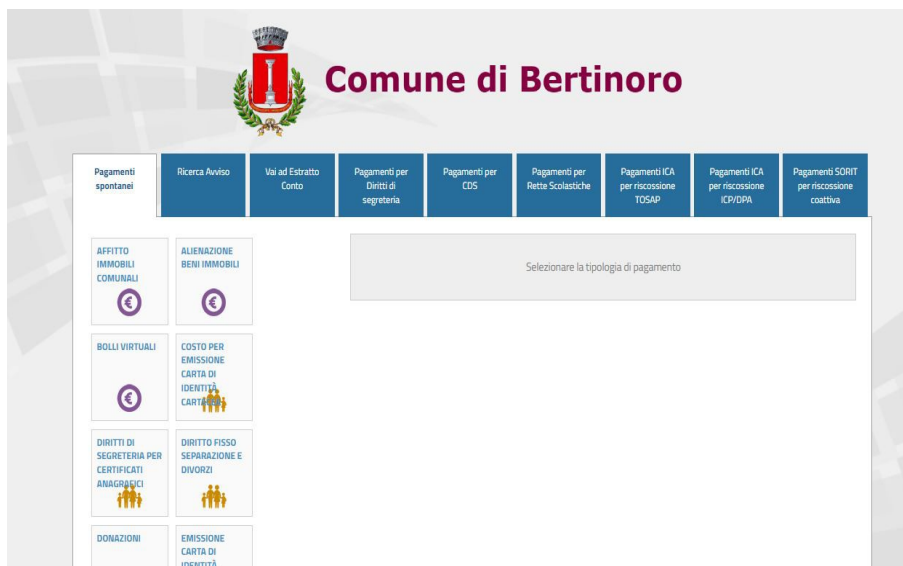 Comune di Bertinoro
Pagamenti
spontanei
Ricerca Avviso
Vai ad Estratto
Conto
Pagamenti per
Diritti di
segreteria
Pagamenti per
CDS
Pagamenti per
Rette Scolastiche
Pagamenti ICA
per riscossione
TOSAP
Pagamenti ICA
per riscossione
ICP/DPA
Pagamenti SORIT
per riscossione
coattiva
AFFITTO
IMMOBILI
COMUNALI
ALIENAZIONE
BENI IMMOBILI
Selezionare la tipologia di pagamento
BOLLI VIRTUALI
COSTO PER
EMISSIONE
CARTA DI
IDENTITÀ
DIRITTI DI
SEGRETERIA PER
CERTIFICATI
ANAGRAFICI
DIRITTO FISSO
SEPARAZIONE E
DIVORZI
DONAZIONI
EMISSIONE
CARTA DI
IDENTITÀ